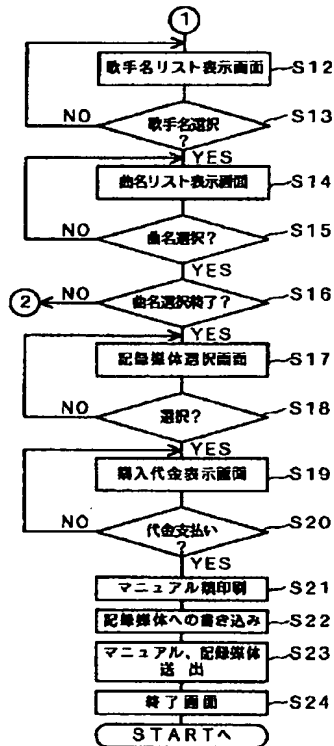 1
歌手名リスト表示画面 S12
NO 歌手名選択 S13
?
YES
曲名リスト表示画面 S14
NO 曲名選択? S15
YES
2 NO 曲名選択終了? S16
YES
記録媒体選択画面 S17
NO 選択? S18
YES
購入代金表示画面 S19
NO 代金支払い S20
?
YES
マニュアル類印刷 S21
記録媒体への書き込み S22
マニュアル、記録媒体 S23
送出
終了画面 S24
STARTへ